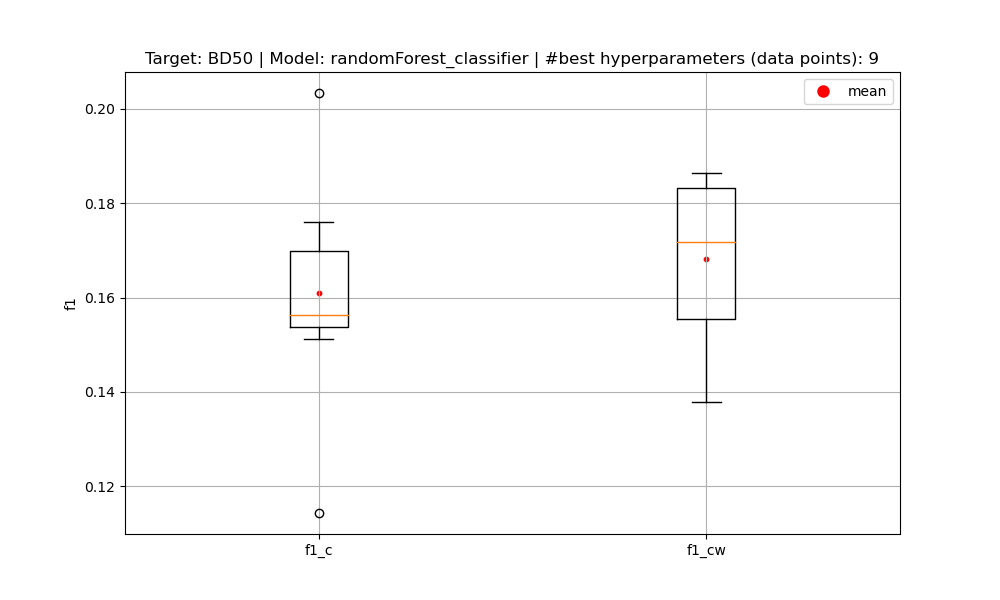 Target: BD50 | Model: randomForest_classifier | #best hyperparameters (data points): 9
mean
0.20
0.18
0.16
0.14
0.12
f1
f1_c
f1_cw